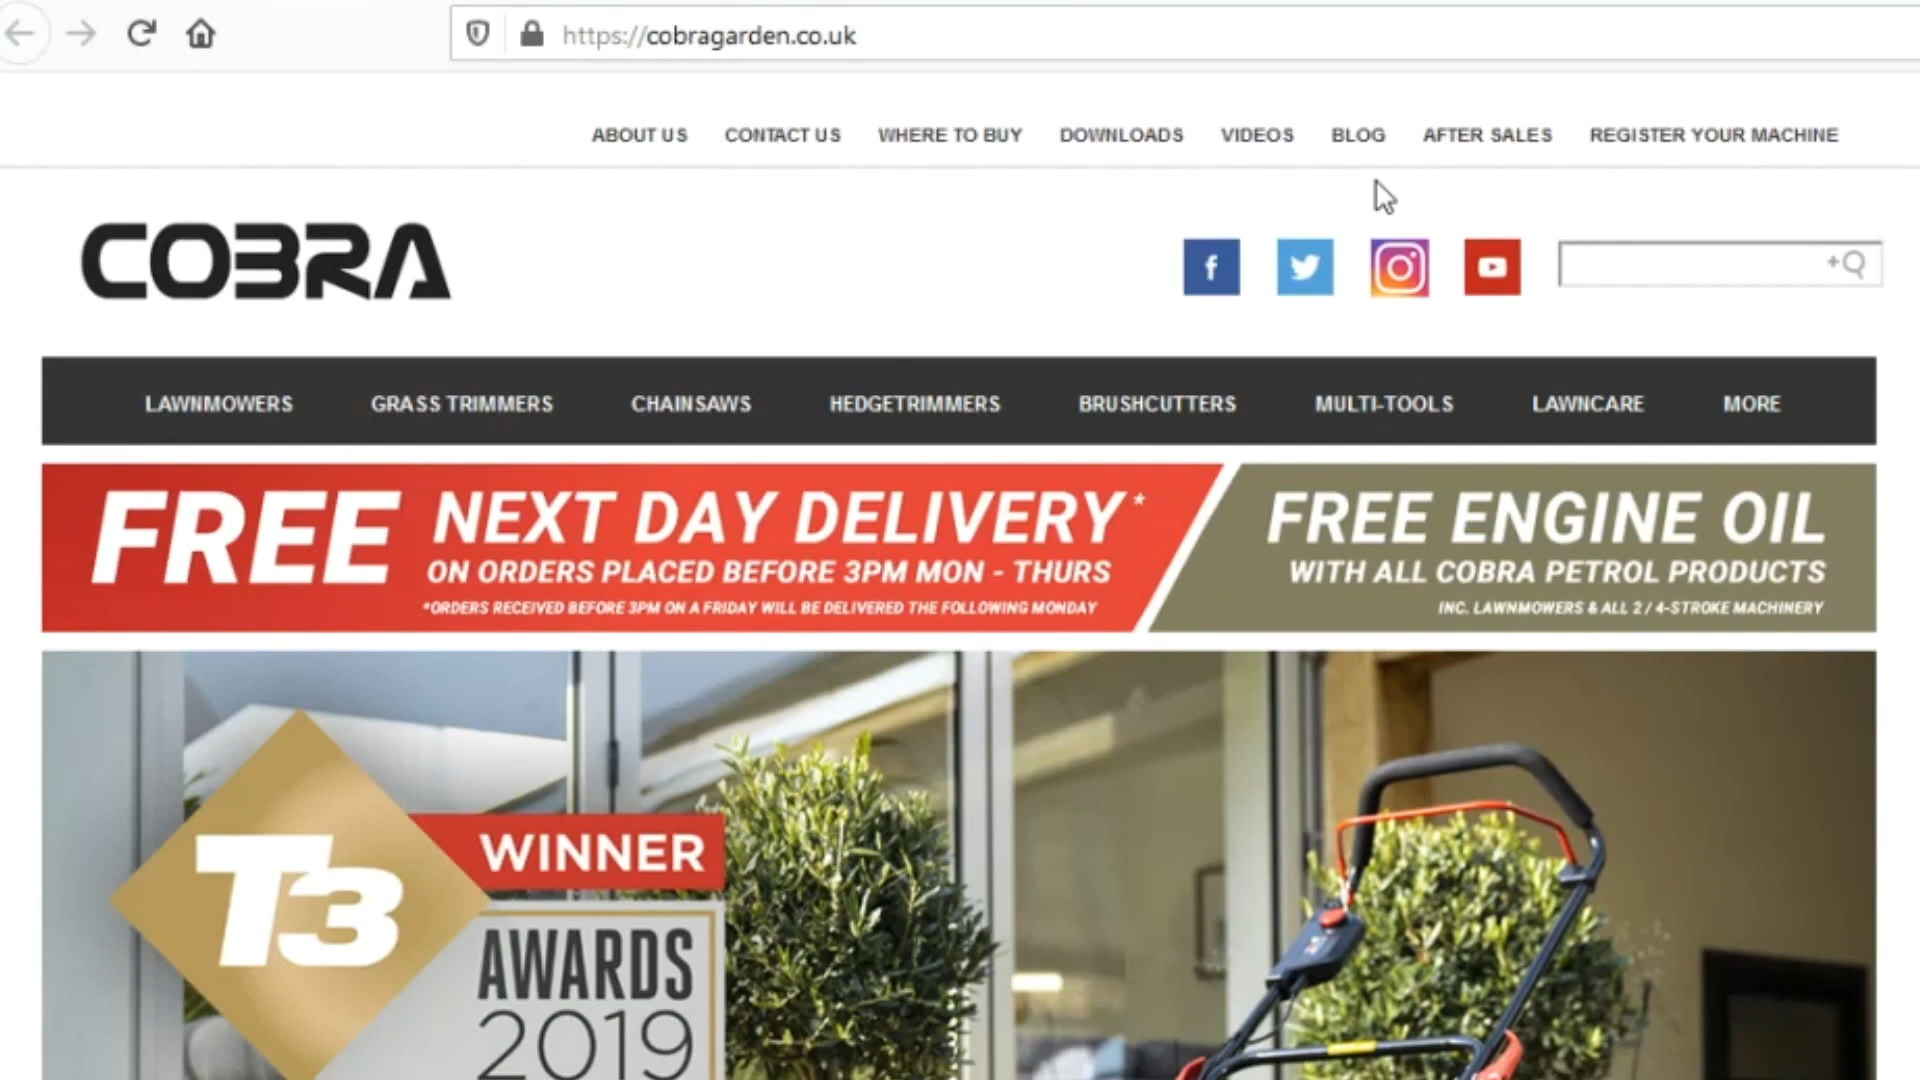 https://cobragarden.co.uk
ABOUT US CONTACT US WHERE TO BUY DOWNLOADS VIDEOS BLOG AFTER SALES REGISTER YOUR MACHINE
COBRA
LAWNMOWERS GRASS TRIMMERS CHAINSAWS HEDGETRIMMERS BRUSHCUTTERS MULTI-TOOLS LAWNCARE MORE
FREE NEXT DAY DELIVERY*
ON ORDERS PLACED BEFORE 3PM MON - THURS
*ORDERS RECEIVED BEFORE 3PM ON A FRIDAY WILL BE DELIVERED THE FOLLOWING MONDAY
FREE ENGINE OIL
WITH ALL COBRA PETROL PRODUCTS
INC. LAWNMOWERS & ALL 2 / 4-STROKE MACHINERY
T3
WINNER
AWARDS
2019